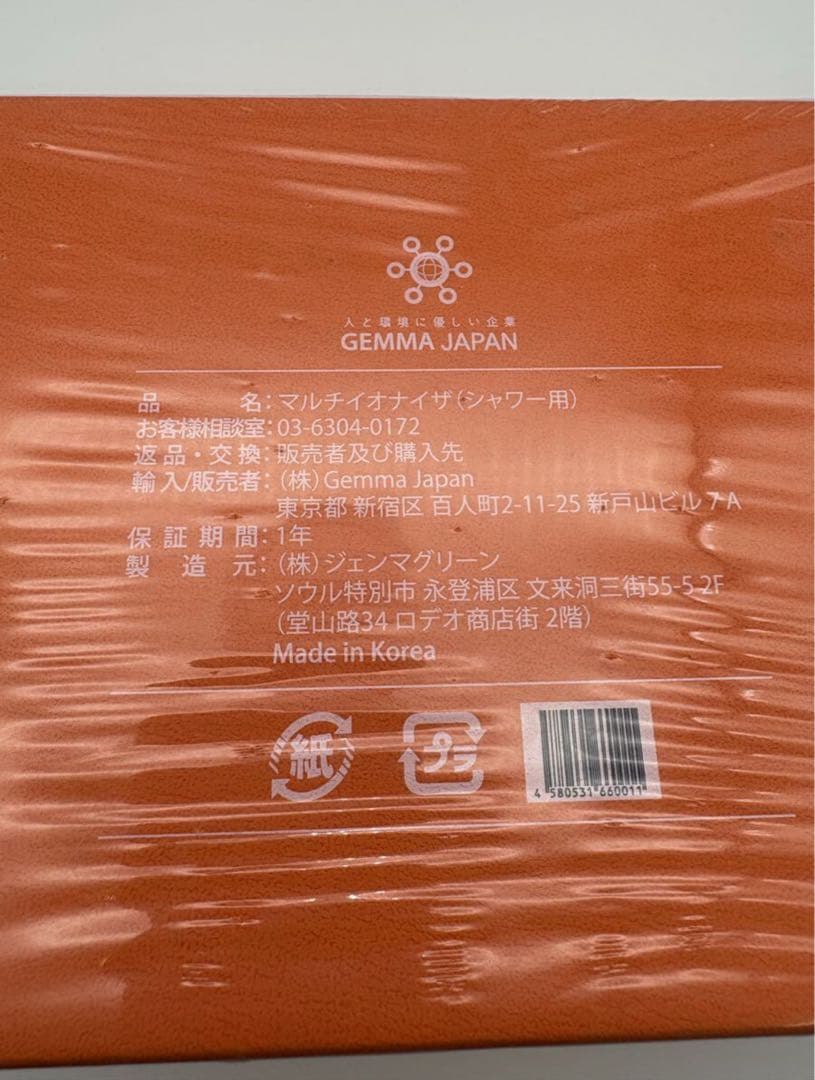 人と環境に優しい企業
GEMMA JAPAN
品 名: マルチイオナイザ(シャワー用)
お客様相談室: 03-6304-0172
返品・交換: 販売者及び購入先
輸入/販売者: (株)Gemma Japan
東京都 新宿区 百人町2-11-25 新戸山ビル 7A
保証期間: 1年
製造元: (株)ジェンマグリーン
ソウル特別市 永登浦区 文来洞三街55-5 2F
(堂山路34 ロデオ商店街 2階)
Made in Korea
紙 プラ
4 580531 660011